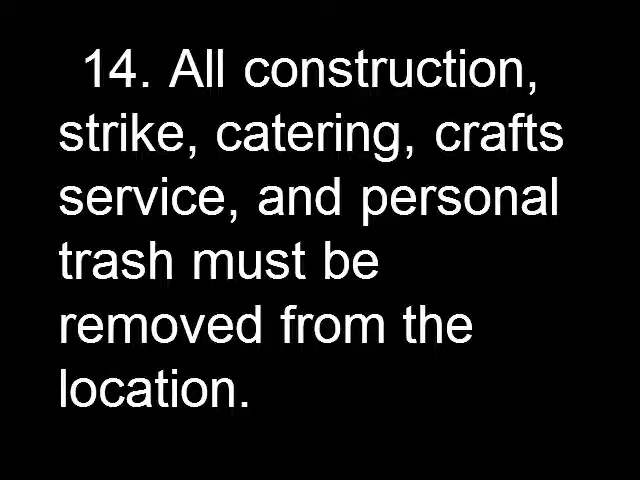 14. All construction,
strike, catering, crafts
service, and personal
trash must be
removed from the
location.